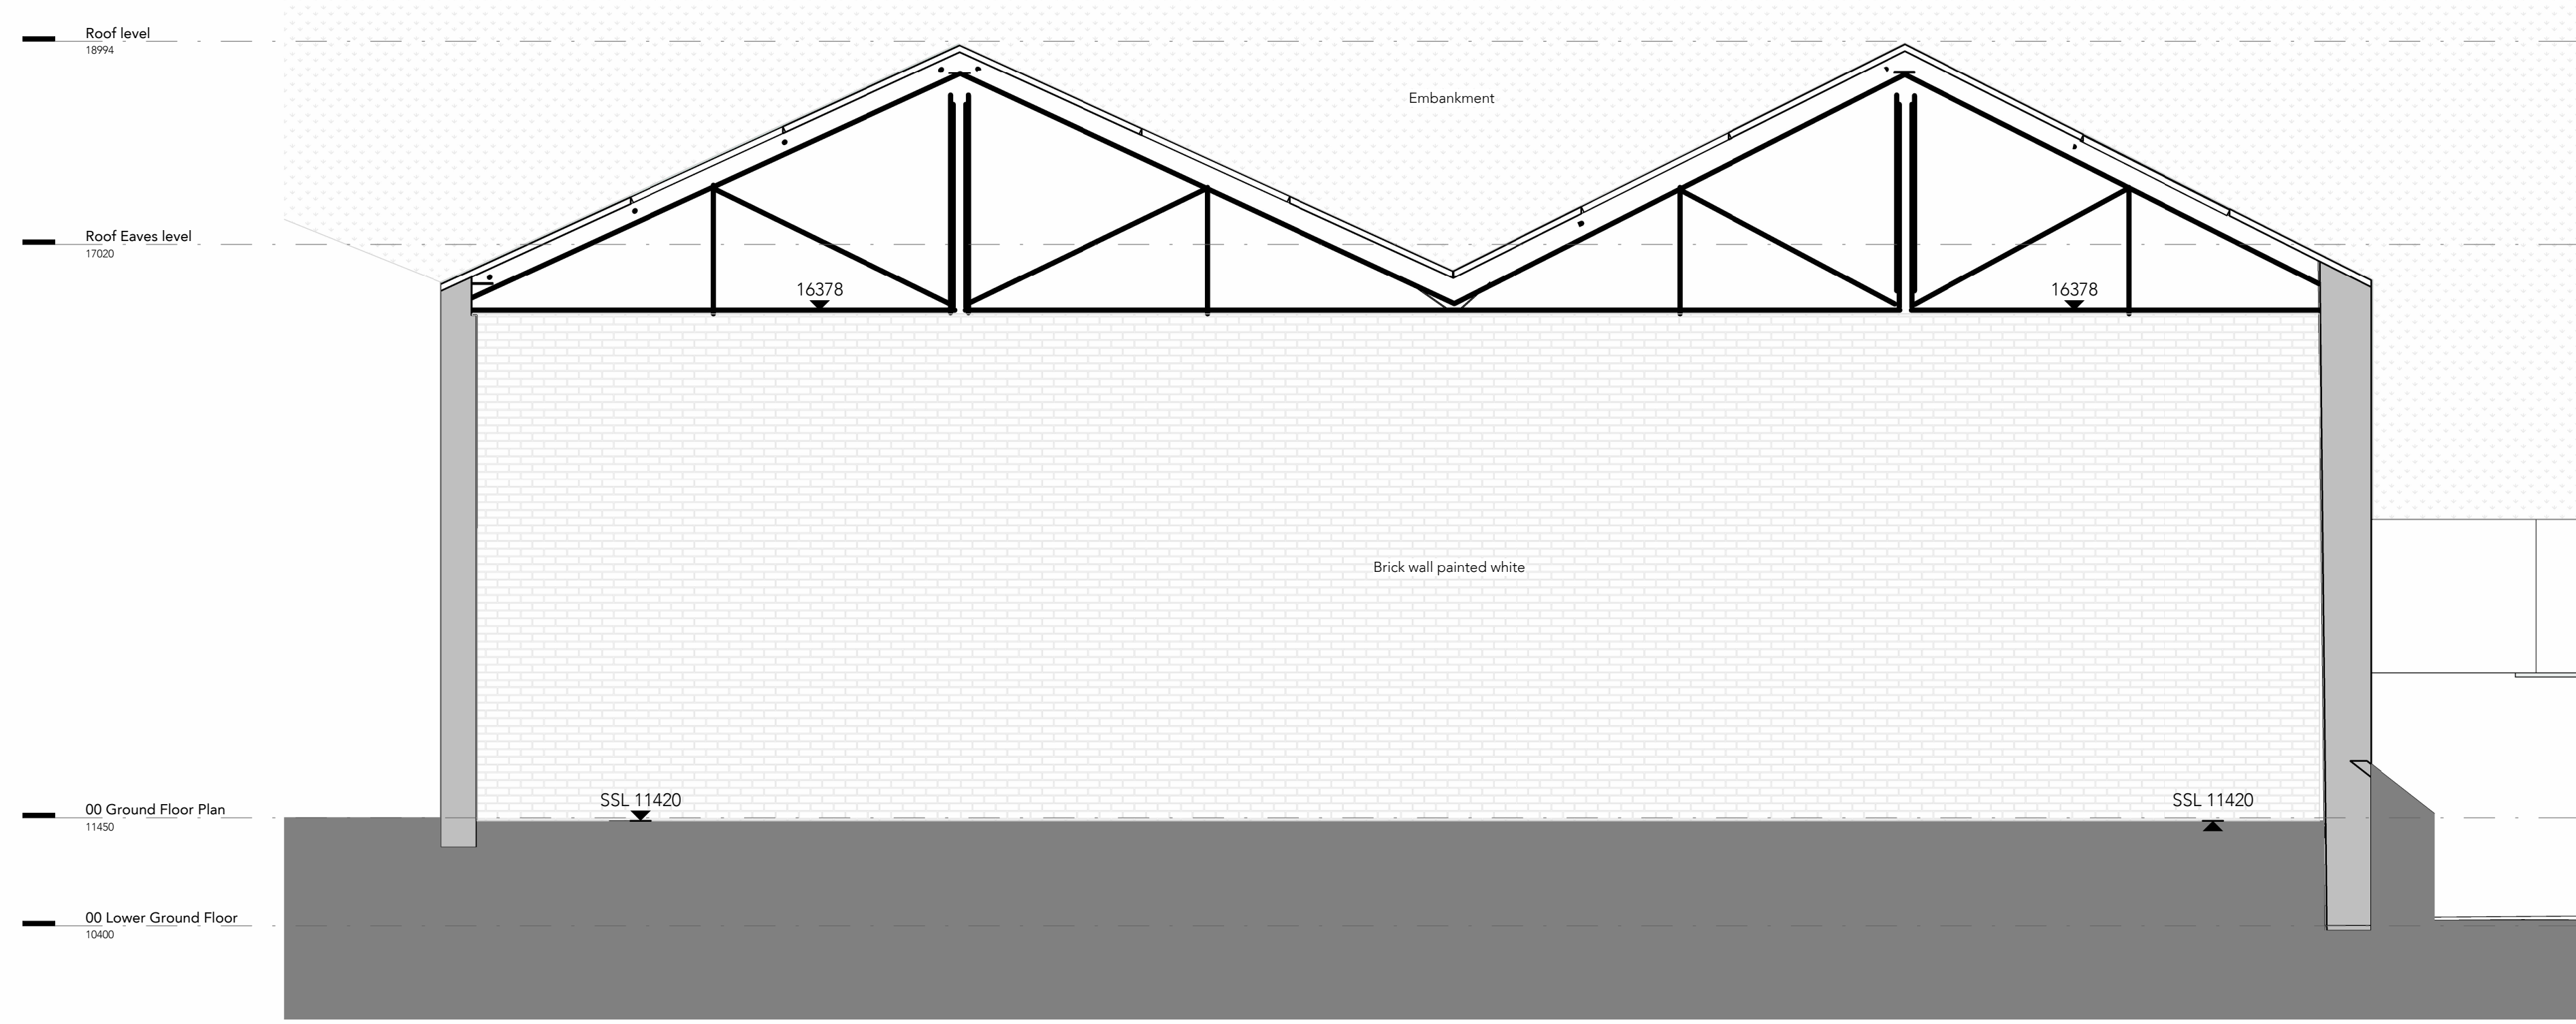 Roof level
18994
Embankment
Roof Eaves level
17020
16378
16378
Brick wall painted white
SSL 11420
SSL 11420
00 Ground Floor Plan
11450
00 Lower Ground Floor
10400